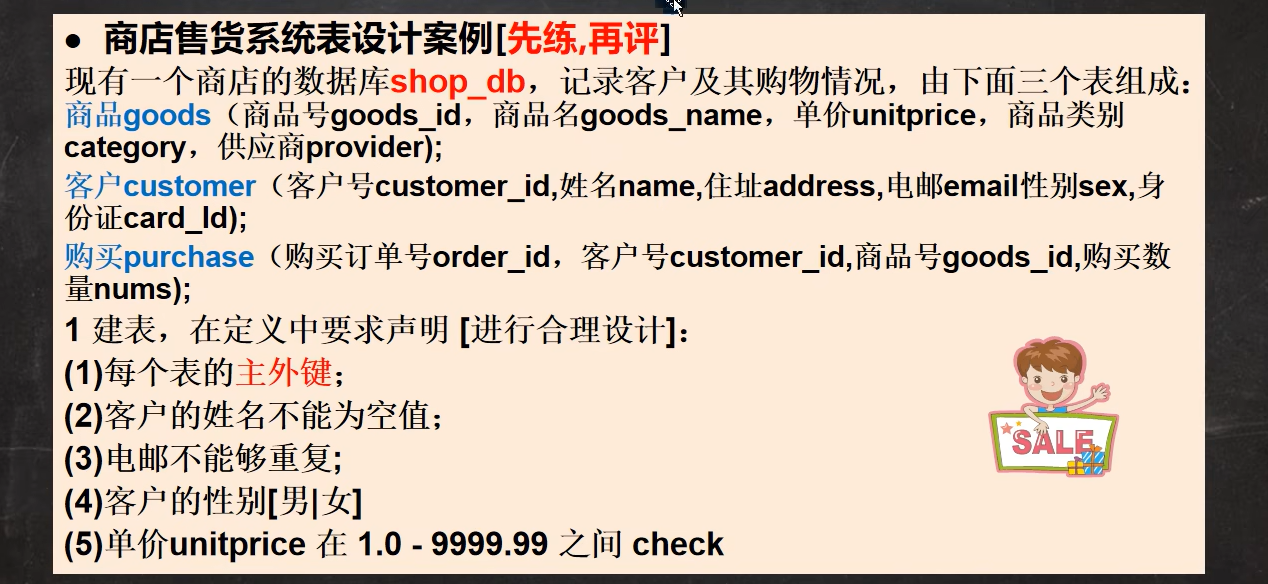 ● 商店售货系统表设计案例[先练,再评]
现有一个商店的数据库shop_db，记录客户及其购物情况，由下面三个表组成：
商品goods（商品号goods_id，商品名goods_name，单价unitprice，商品类别
category，供应商provider);
客户customer（客户号customer_id,姓名name,住址address,电邮email性别sex,身
份证card_Id);
购买purchase（购买订单号order_id，客户号customer_id,商品号goods_id,购买数
量nums);
1 建表，在定义中要求声明 [进行合理设计]：
(1)每个表的主外键；
(2)客户的姓名不能为空值；
(3)电邮不能够重复;
(4)客户的性别[男|女]
(5)单价unitprice 在 1.0 - 9999.99 之间 check
SALE